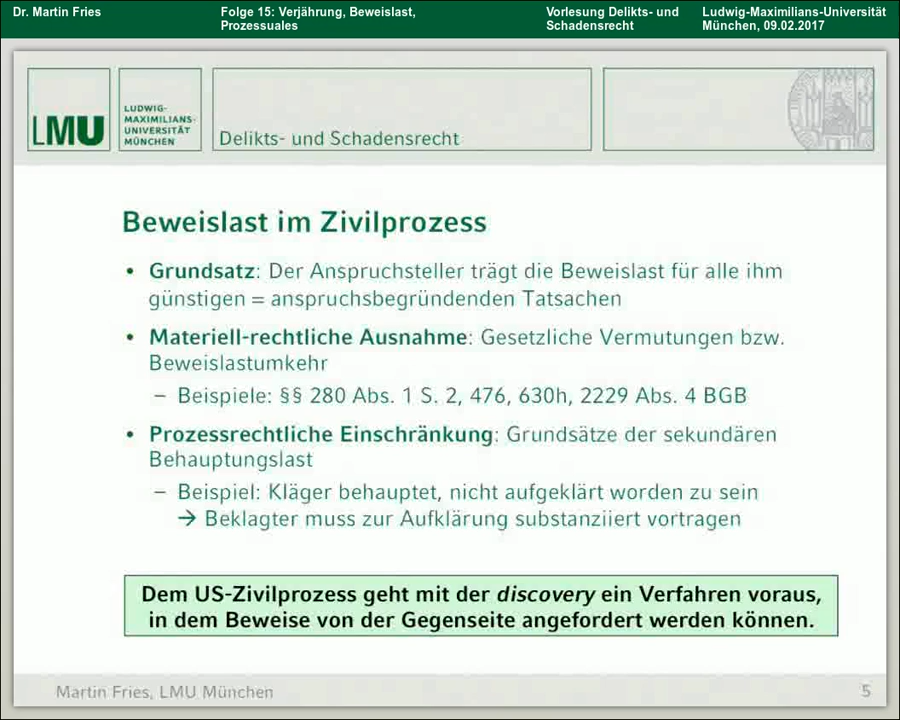 Dr. Martin Fries
Folge 15: Verjährung, Beweislast,
Prozessuales
Vorlesung Delikts- und
Schadensrecht
Ludwig-Maximilians-Universität
München, 09.02.2017
LMU
LUDWIG-
MAXIMILIANS-
UNIVERSITÄT
MÜNCHEN
Delikts- und Schadensrecht
Beweislast im Zivilprozess
• Grundsatz: Der Anspruchsteller trägt die Beweislast für alle ihm
günstigen = anspruchsbegründenden Tatsachen
• Materiell-rechtliche Ausnahme: Gesetzliche Vermutungen bzw.
Beweislastumkehr
– Beispiele: §§ 280 Abs. 1 S. 2, 476, 630h, 2229 Abs. 4 BGB
• Prozessrechtliche Einschränkung: Grundsätze der sekundären
Behauptungslast
– Beispiel: Kläger behauptet, nicht aufgeklärt worden zu sein
→ Beklagter muss zur Aufklärung substanziiert vortragen
Dem US-Zivilprozess geht mit der discovery ein Verfahren voraus,
in dem Beweise von der Gegenseite angefordert werden können.
Martin Fries, LMU München
5